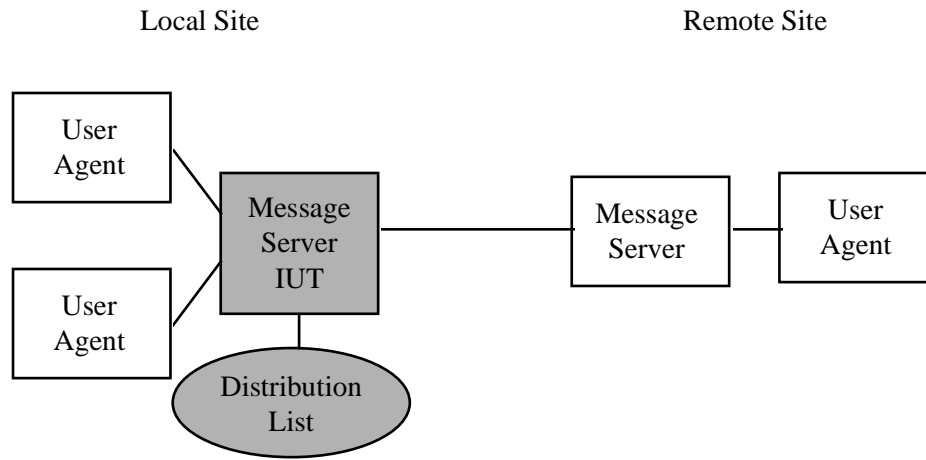 Local Site
Remote Site
User
Agent
Message
Server
IUT
User
Agent
Distribution
List
Message
Server
User
Agent